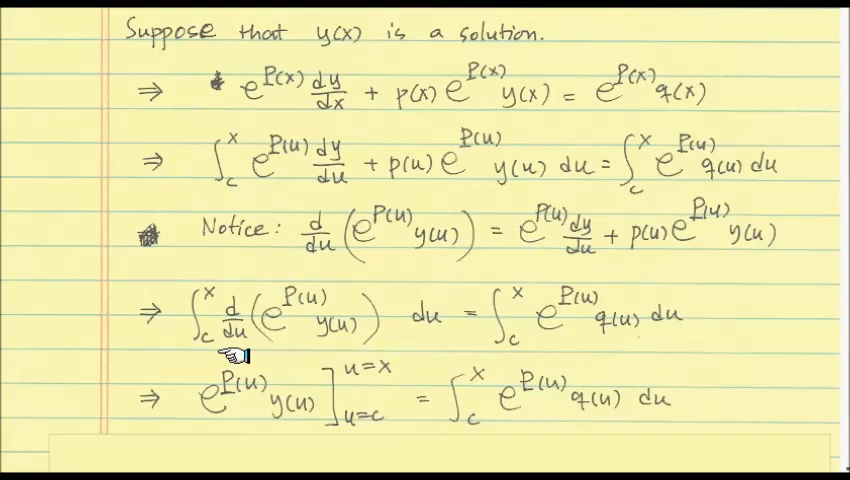 Suppose that y(x) is a solution.
⇒ e^{P(x)} dy/dx + p(x) e^{P(x)} y(x) = e^{P(x)} q(x)
⇒ ∫_c^x e^{P(u)} dy/du + p(u) e^{P(u)} y(u) du = ∫_c^x e^{P(u)} q(u) du
Notice: d/du (e^{P(u)} y(u)) = e^{P(u)} dy/du + p(u) e^{P(u)} y(u)
⇒ ∫_c^x d/du (e^{P(u)} y(u)) du = ∫_c^x e^{P(u)} q(u) du
⇒ e^{P(u)} y(u) ]_{u=c}^{u=x} = ∫_c^x e^{P(u)} q(u) du